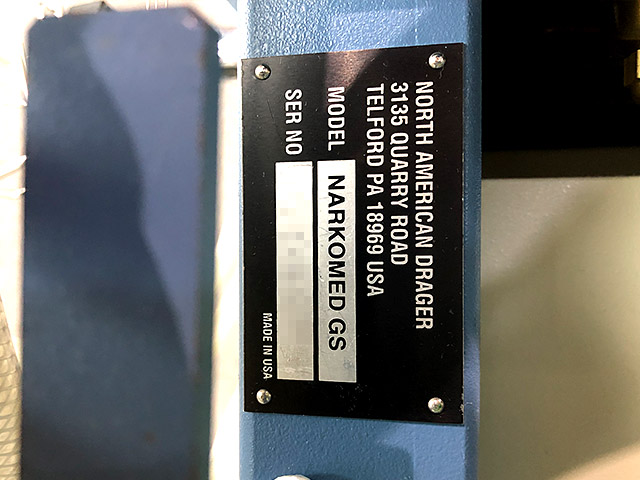 NORTH AMERICAN DRAGER
3135 QUARRY ROAD
TELFORD PA 18969 USA
MODEL NARKOMED GS
SER NO
MADE IN USA